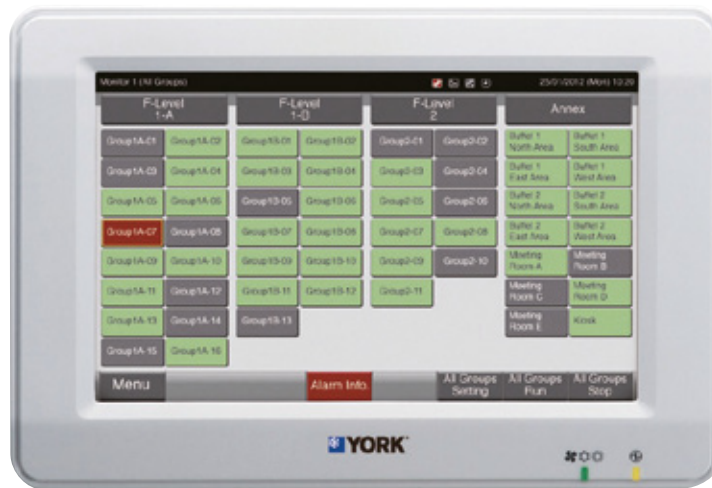 Monitor 1 (All Groups)
25/01/2012 (Mon) 10:29
F-Level
1-A
F-Level
1-D
F-Level
2
Annex
Group1A-01
Group1A-02
Group1B-01
Group1B-02
Group2-01
Group2-02
Buffet 1
North Area
Buffet 1
South Area
Group1A-03
Group1A-04
Group1B-03
Group1B-04
Group2-03
Group2-04
Buffet 1
East Area
Buffet 1
West Area
Group1A-05
Group1A-06
Group1B-05
Group1B-06
Group2-05
Group2-06
Buffet 2
North Area
Buffet 2
South Area
Group1A-07
Group1A-08
Group1B-07
Group1B-08
Group2-07
Group2-08
Buffet 2
East Area
Buffet 2
West Area
Group1A-09
Group1A-10
Group1B-09
Group1B-10
Group2-09
Group2-10
Meeting
Room A
Meeting
Room B
Group1A-11
Group1A-12
Group1B-11
Group1B-12
Group2-11
Meeting
Room C
Meeting
Room D
Group1A-13
Group1A-14
Group1B-13
Meeting
Room E
Kiosk
Group1A-15
Group1A-16
Menu
Alarm Info.
All Groups
Setting
All Groups
Run
All Groups
Stop
YORK